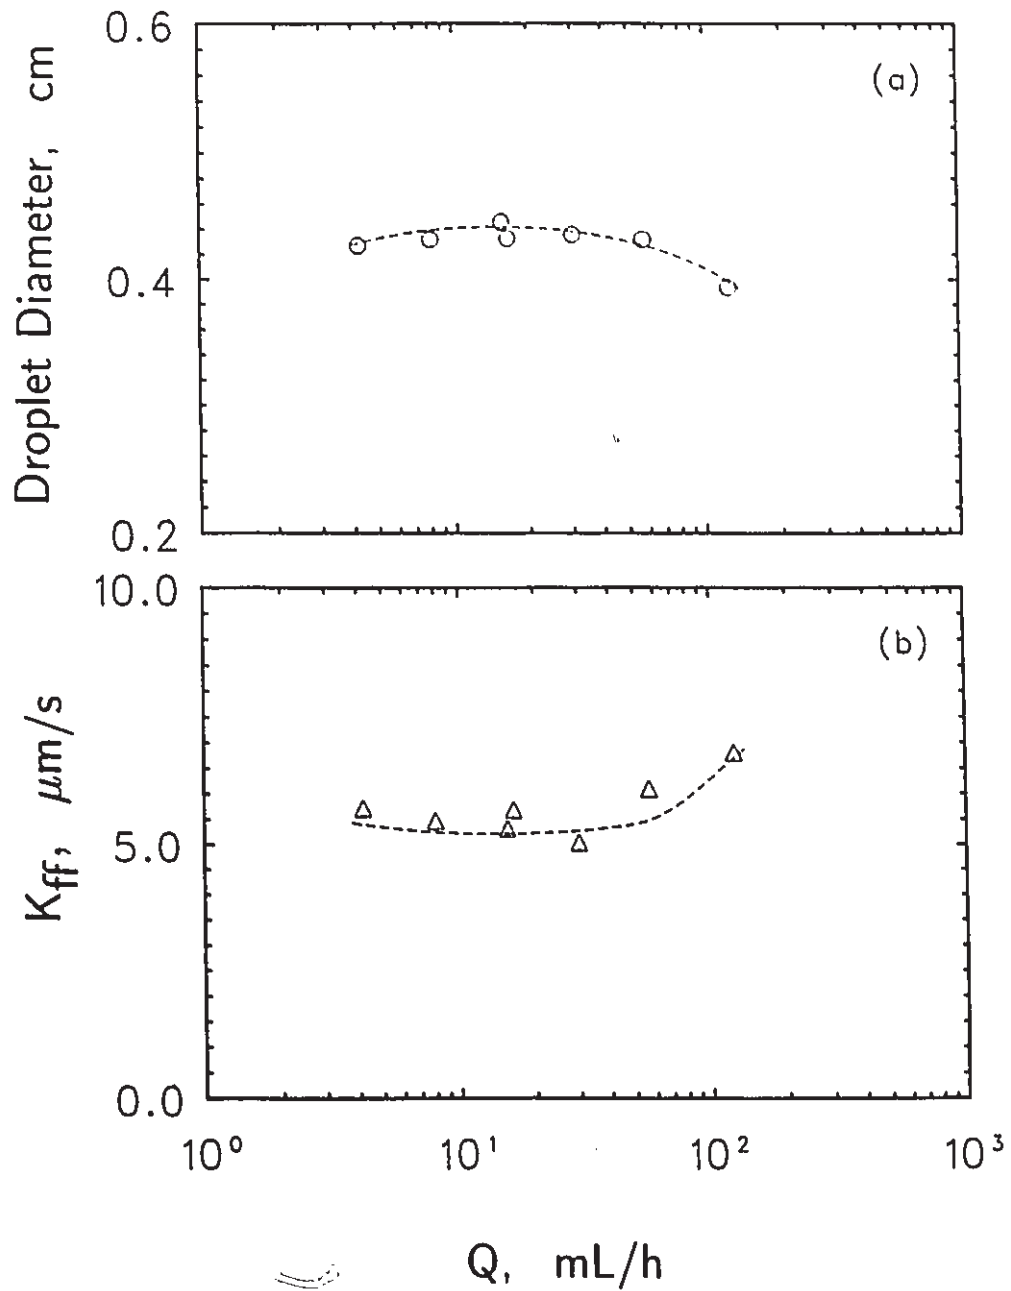 0.6
(a)
Droplet Diameter, cm
0.4
0.2
10.0
(b)
K_ff, μm/s
5.0
0.0
10⁰ 10¹ 10² 10³
Q, mL/h